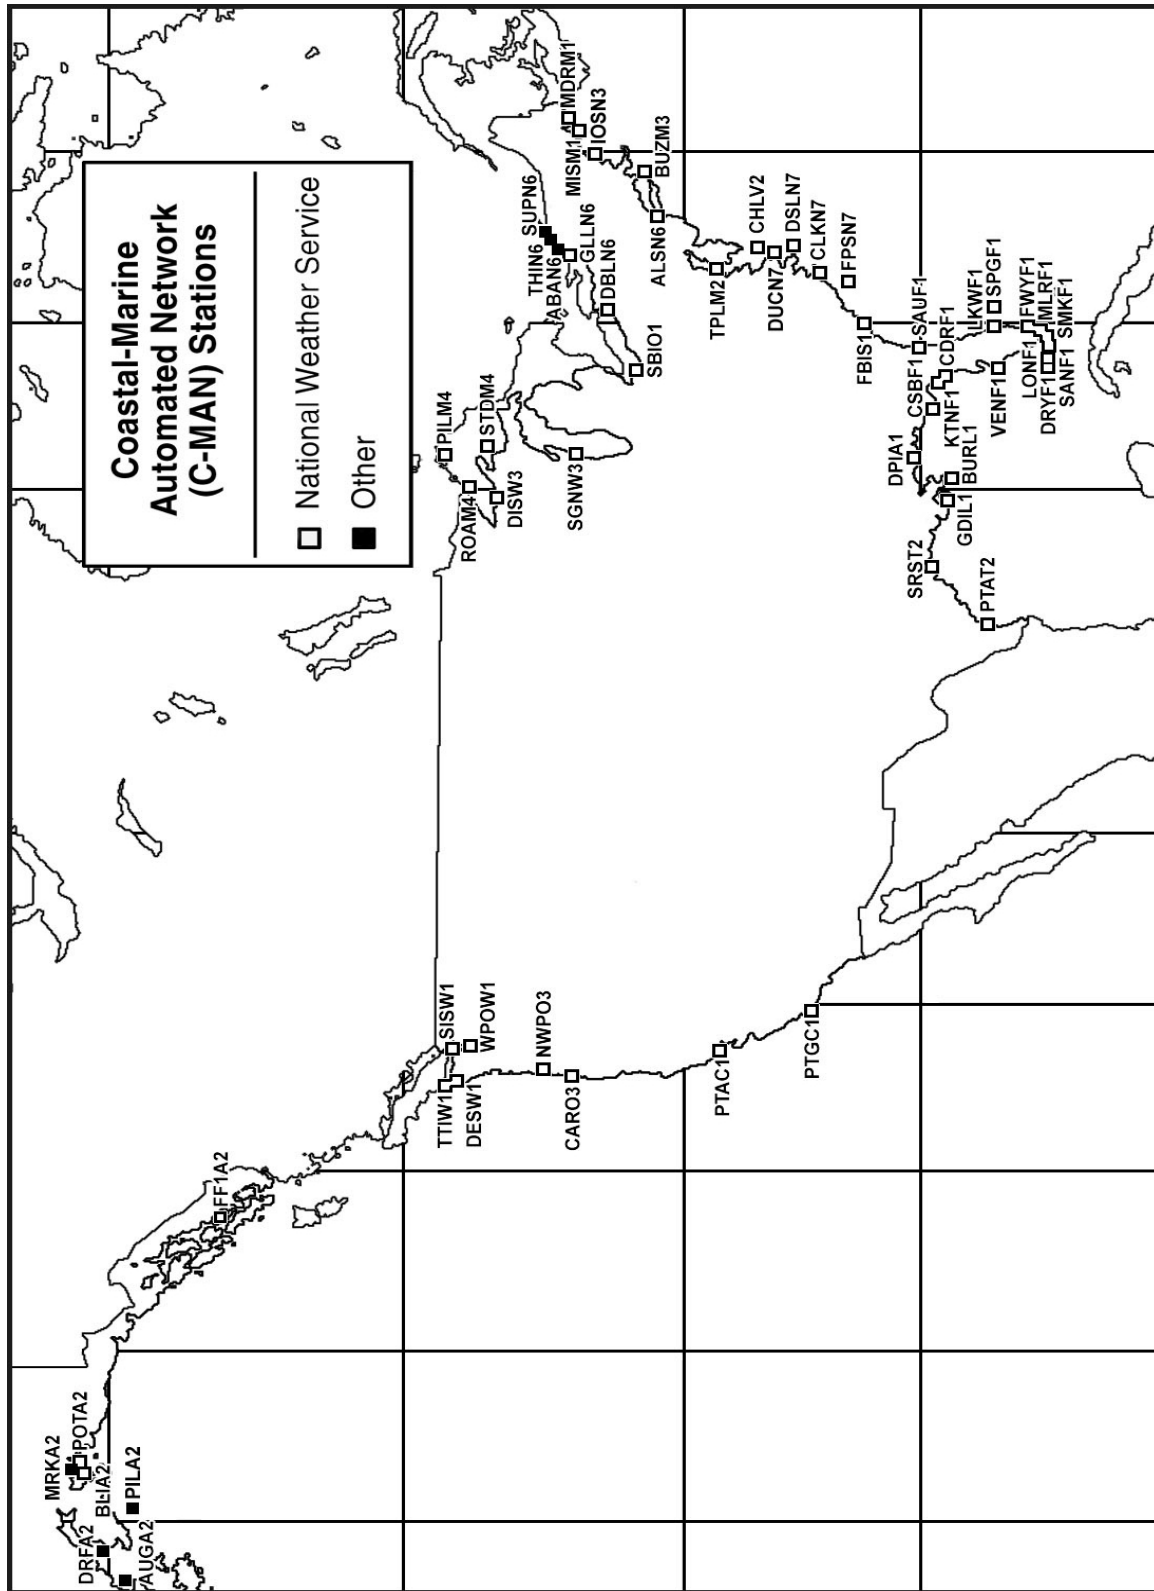 Coastal-Marine
Automated Network
(C-MAN) Stations
National Weather Service
Other
DRFA2
AUGA2
MRKA2
POTA2
BLIA2
PILA2
FF1A2
TTIW1
DESW1
SISW1
WPOW1
NWPO3
CARO3
PTAC1
PTGC1
ROAM4
PILM4
DISW3
STDM4
SGNW3
SBIO1
DBLN6
THIN6
SUPN6
ABAN6
GLLN6
MISM1
MDRM1
IOSN3
BUZM3
ALSN6
TPLM2
CHLV2
DUCN7
DSLN7
CLKN7
FPSN7
FBIS1
SAUF1
CSBF1
CDRF1
LKWF1
SPGF1
DPIA1
KTNF1
BURL1
GDIL1
SRST2
PTAT2
VENF1
LONF1
FWYF1
MLRF1
DRYF1
SANF1
SMKF1